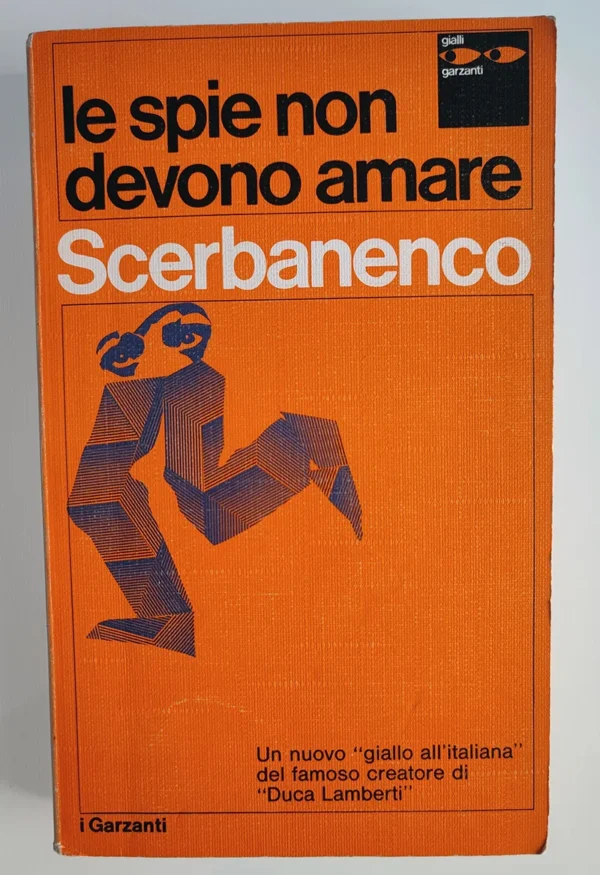 gialli
garzanti
le spie non
devono amare
Scerbanenco
Un nuovo "giallo all'italiana"
del famoso creatore di
"Duca Lamberti"
i Garzanti